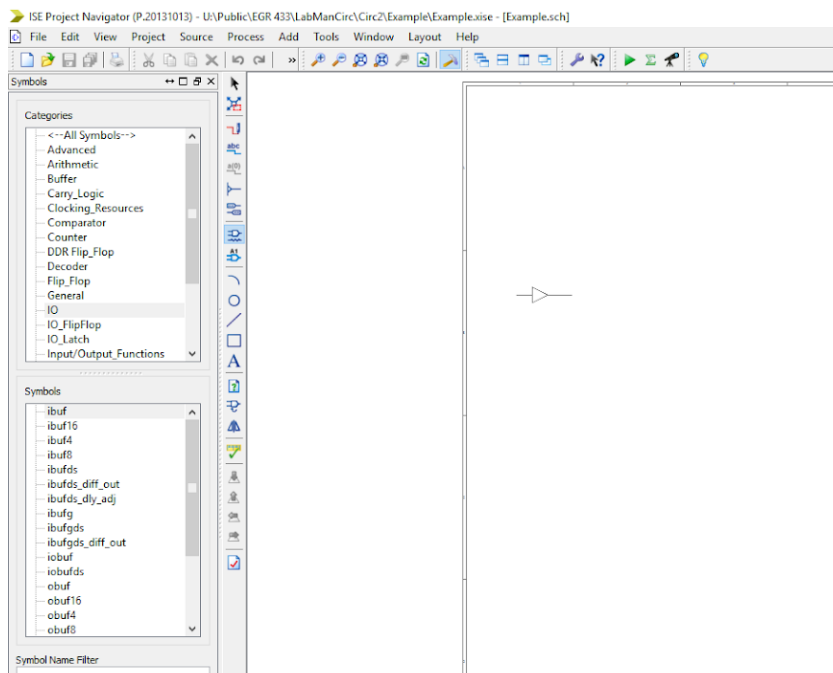 ISE Project Navigator (P.20131013) - U:\Public\EGR 433\LabManCirc\Circ2\Example\Example.xise - [Example.sch]
File Edit View Project Source Process Add Tools Window Layout Help
»
Symbols
Categories
<--All Symbols-->
Advanced
Arithmetic
Buffer
Carry_Logic
Clocking_Resources
Comparator
Counter
DDR Flip_Flop
Decoder
Flip_Flop
General
IO
IO_FlipFlop
IO_Latch
Input/Output_Functions
Symbols
ibuf
ibuf16
ibuf4
ibuf8
ibufds
ibufds_diff_out
ibufds_dly_adj
ibufg
ibufgds
ibufgds_diff_out
iobuf
iobufds
obuf
obuf16
obuf4
obuf8
Symbol Name Filter
abc
A1
A